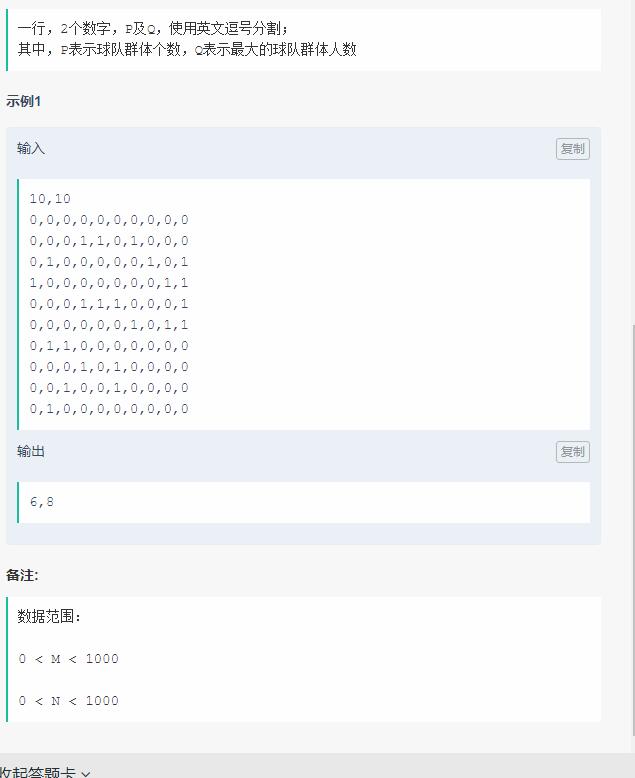 一行，2个数字，P及Q，使用英文逗号分割；
其中，P表示球队群体个数，Q表示最大的球队群体人数
示例1
输入
复制
10,10
0,0,0,0,0,0,0,0,0,0
0,0,0,1,1,0,1,0,0,0
0,1,0,0,0,0,0,1,0,1
1,0,0,0,0,0,0,0,1,1
0,0,0,1,1,1,0,0,0,1
0,0,0,0,0,0,1,0,1,1
0,1,1,0,0,0,0,0,0,0
0,0,0,1,0,1,0,0,0,0
0,0,1,0,0,1,0,0,0,0
0,1,0,0,0,0,0,0,0,0
输出
复制
6,8
备注:
数据范围：
0 < M < 1000
0 < N < 1000
收起答题卡